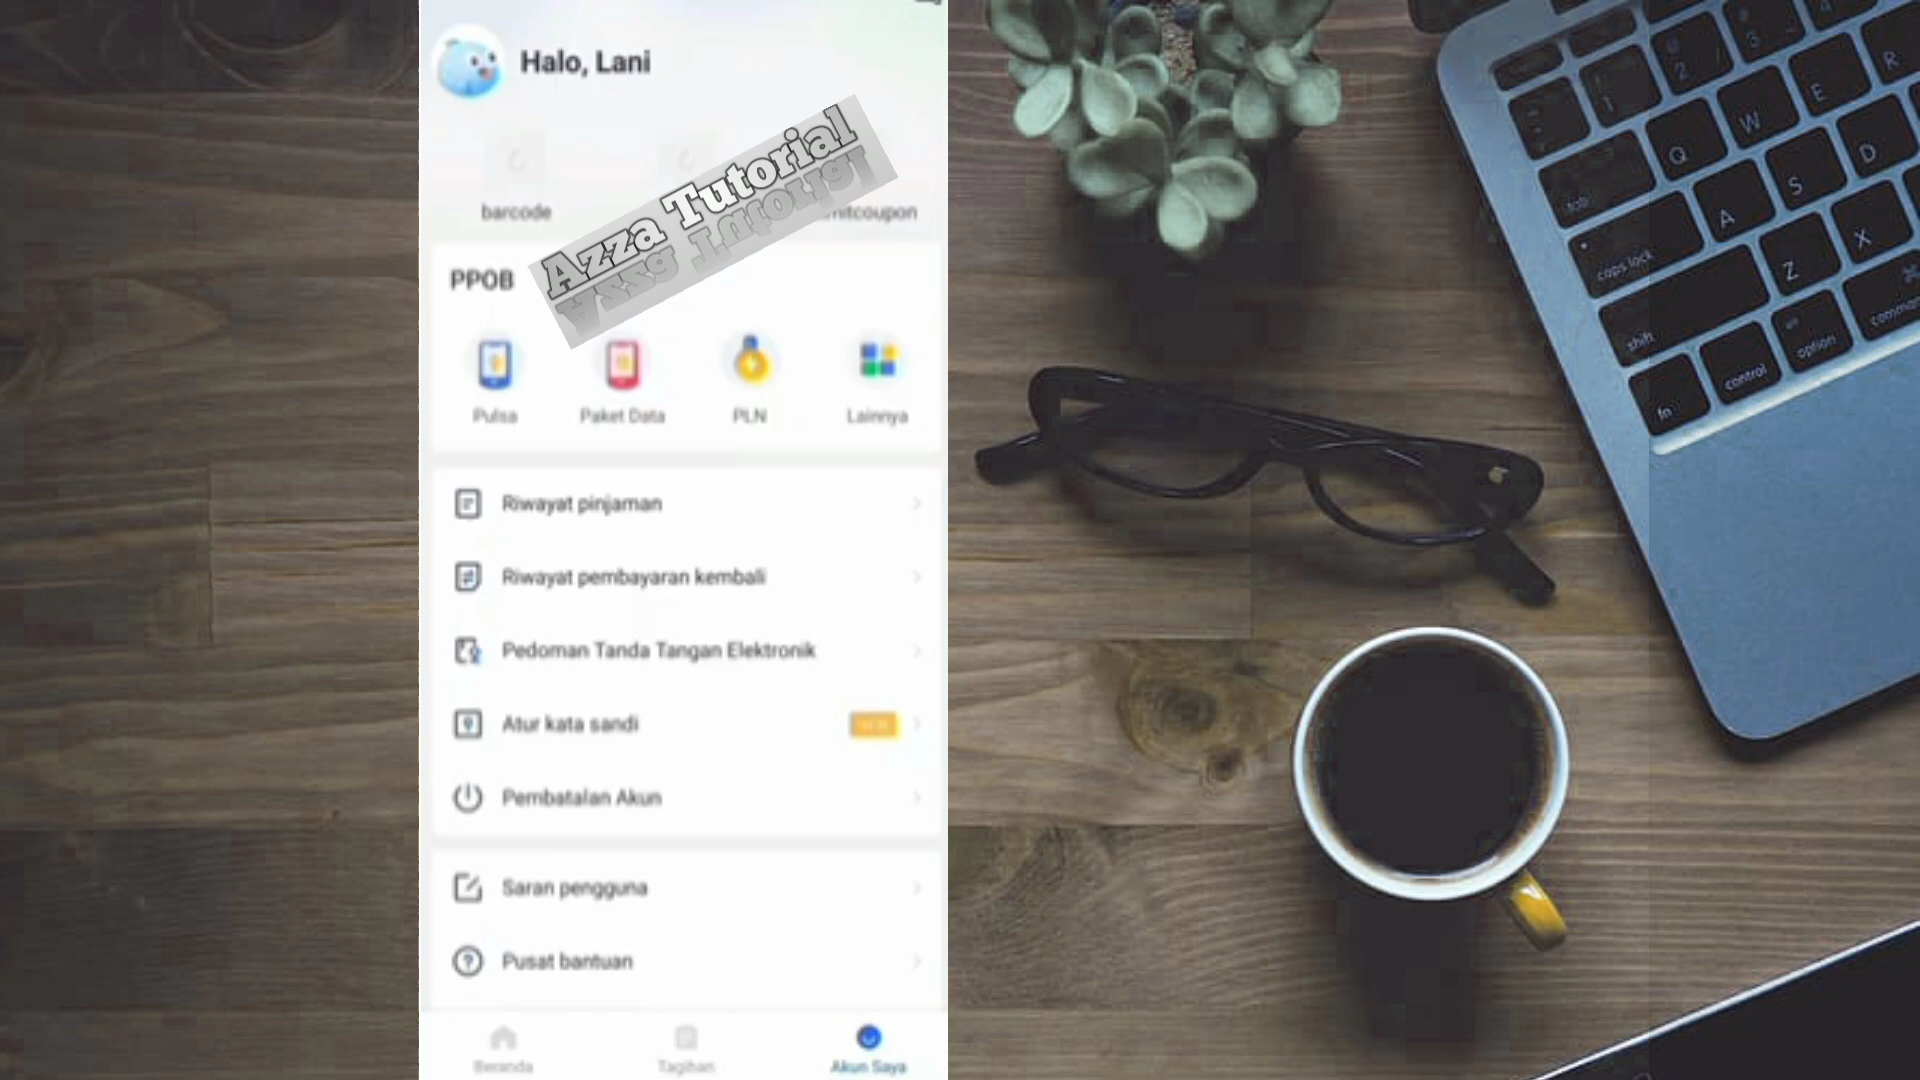 Halo, Lani
Azza Tutorial
barcode
PPOB
Pulsa
Paket Data
PLN
Lainnya
Riwayat pinjaman
Riwayat pembayaran kembali
Pedoman Tanda Tangan Elektronik
Atur kata sandi
Pembatalan Akun
Saran pengguna
Pusat bantuan
Beranda
Tagihan
Akun Saya
Q
W
E
R
tab
A
S
D
caps lock
Z
X
shift
fn
control
option